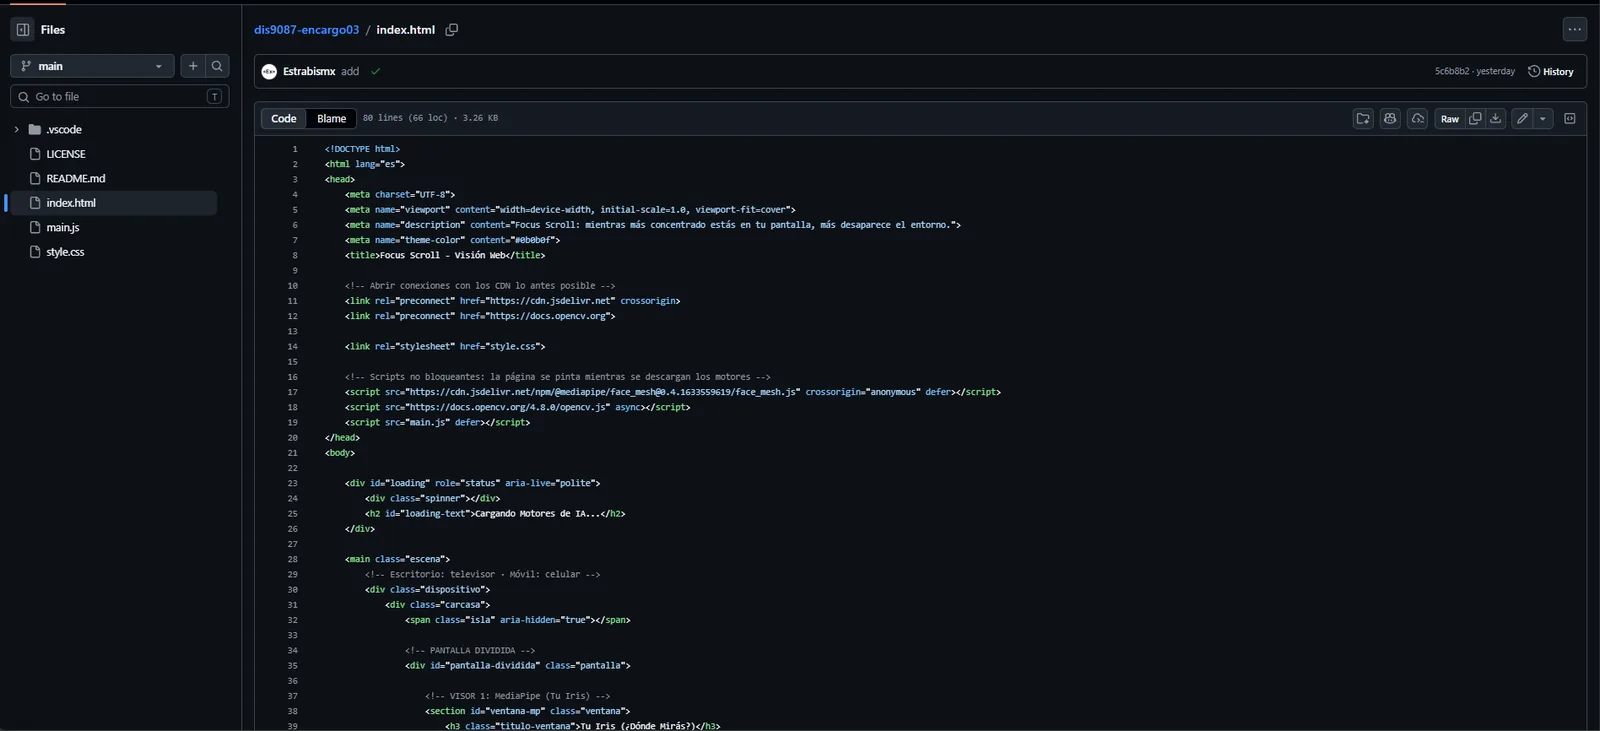 Files
main
Go to file
T
.vscode
LICENSE
README.md
index.html
main.js
style.css
dis9087-encargo03 / index.html
Estrabismx add
5c6b8b2 · yesterday
History
Code Blame 80 lines (66 loc) · 3.26 KB
Raw
1 <!DOCTYPE html>
2 <html lang="es">
3 <head>
4 <meta charset="UTF-8">
5 <meta name="viewport" content="width=device-width, initial-scale=1.0, viewport-fit=cover">
6 <meta name="description" content="Focus Scroll: mientras más concentrado estás en tu pantalla, más desaparece el entorno.">
7 <meta name="theme-color" content="#0b0b0f">
8 <title>Focus Scroll - Visión Web</title>
9
10 <!-- Abrir conexiones con los CDN lo antes posible -->
11 <link rel="preconnect" href="https://cdn.jsdelivr.net" crossorigin>
12 <link rel="preconnect" href="https://docs.opencv.org">
13
14 <link rel="stylesheet" href="style.css">
15
16 <!-- Scripts no bloqueantes: la página se pinta mientras se descargan los motores -->
17 <script src="https://cdn.jsdelivr.net/npm/@mediapipe/face_mesh@0.4.1633559619/face_mesh.js" crossorigin="anonymous" defer></script>
18 <script src="https://docs.opencv.org/4.8.0/opencv.js" async></script>
19 <script src="main.js" defer></script>
20 </head>
21 <body>
22
23 <div id="loading" role="status" aria-live="polite">
24 <div class="spinner"></div>
25 <h2 id="loading-text">Cargando Motores de IA...</h2>
26 </div>
27
28 <main class="escena">
29 <!-- Escritorio: televisor · Móvil: celular -->
30 <div class="dispositivo">
31 <div class="carcasa">
32 <span class="isla" aria-hidden="true"></span>
33
34 <!-- PANTALLA DIVIDIDA -->
35 <div id="pantalla-dividida" class="pantalla">
36
37 <!-- VISOR 1: MediaPipe (Tu Iris) -->
38 <section id="ventana-mp" class="ventana">
39 <h3 class="titulo-ventana">Tu Iris (¿Dónde Mirás?)</h3>